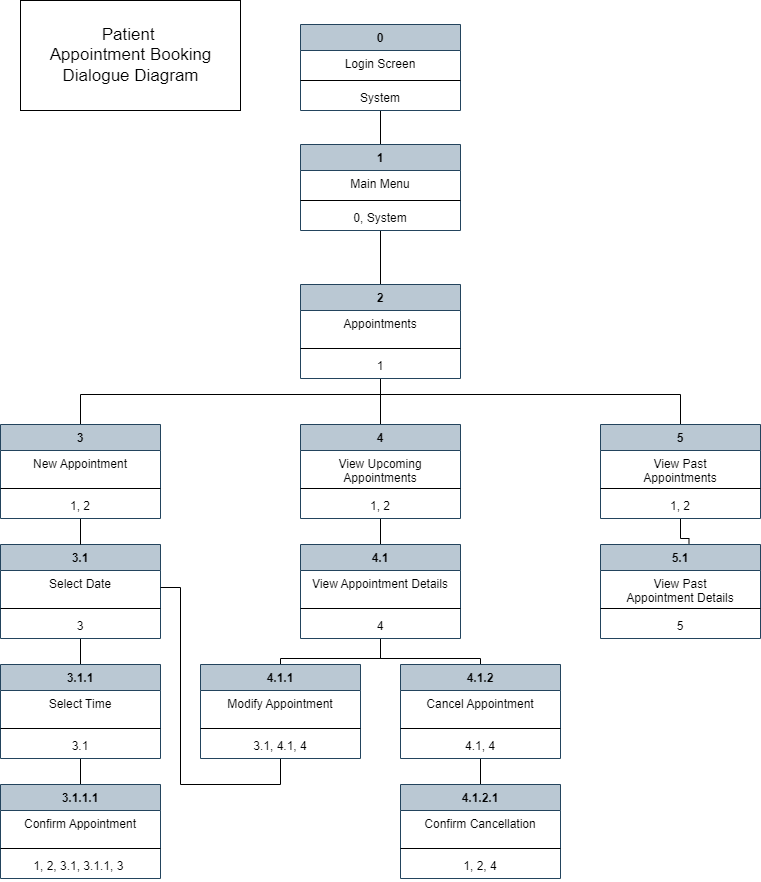 Patient
Appointment Booking
Dialogue Diagram
0
Login Screen
System
1
Main Menu
0, System
2
Appointments
1
3
New Appointment
1, 2
4
View Upcoming
Appointments
1, 2
5
View Past
Appointments
1, 2
3.1
Select Date
3
4.1
View Appointment Details
4
5.1
View Past
Appointment Details
5
3.1.1
Select Time
3.1
4.1.1
Modify Appointment
3.1, 4.1, 4
4.1.2
Cancel Appointment
4.1, 4
3.1.1.1
Confirm Appointment
1, 2, 3.1, 3.1.1, 3
4.1.2.1
Confirm Cancellation
1, 2, 4